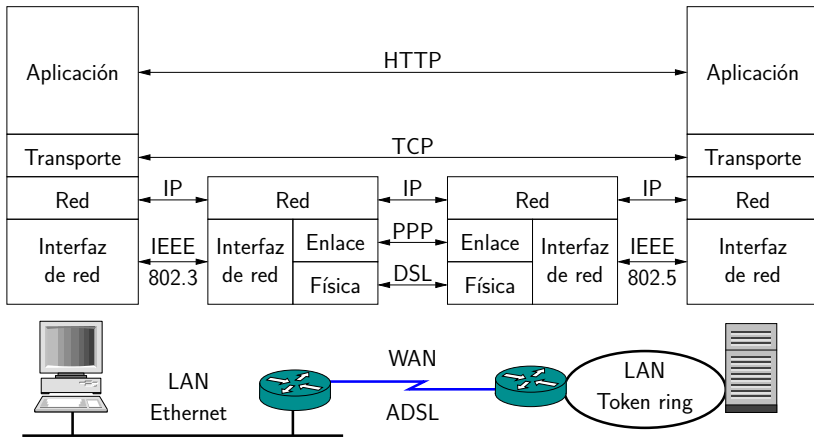 Aplicación
HTTP
Aplicación
Transporte
TCP
Transporte
Red
IP
Red
IP
Red
IP
Red
Interfaz
de red
IEEE
802.3
Interfaz
de red
Enlace
Física
PPP
DSL
Enlace
Física
Interfaz
de red
IEEE
802.5
Interfaz
de red
LAN
Ethernet
WAN
ADSL
LAN
Token ring